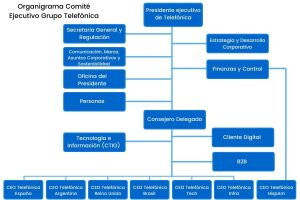 Organigrama Comité
Ejecutivo Grupo Telefónica
Presidente ejecutivo
de Telefónica
Secretaría General y
Regulación
Estrategia y Desarrollo
Corporativo
Comunicación, Marca,
Asuntos Corporativos y
Sostenibilidad
Finanzas y Control
Oficina del
Presidente
Personas
Consejero Delegado
Tecnología e
Información (CTIO)
Cliente Digital
B2B
CEO Telefónica
España
CEO Telefónica
Argentina
CEO Telefónica
Reino Unido
CEO Telefónica
Brasil
CEO Telefónica
Tech
CEO Telefónica
Infra
CEO Telefónica
Hispam